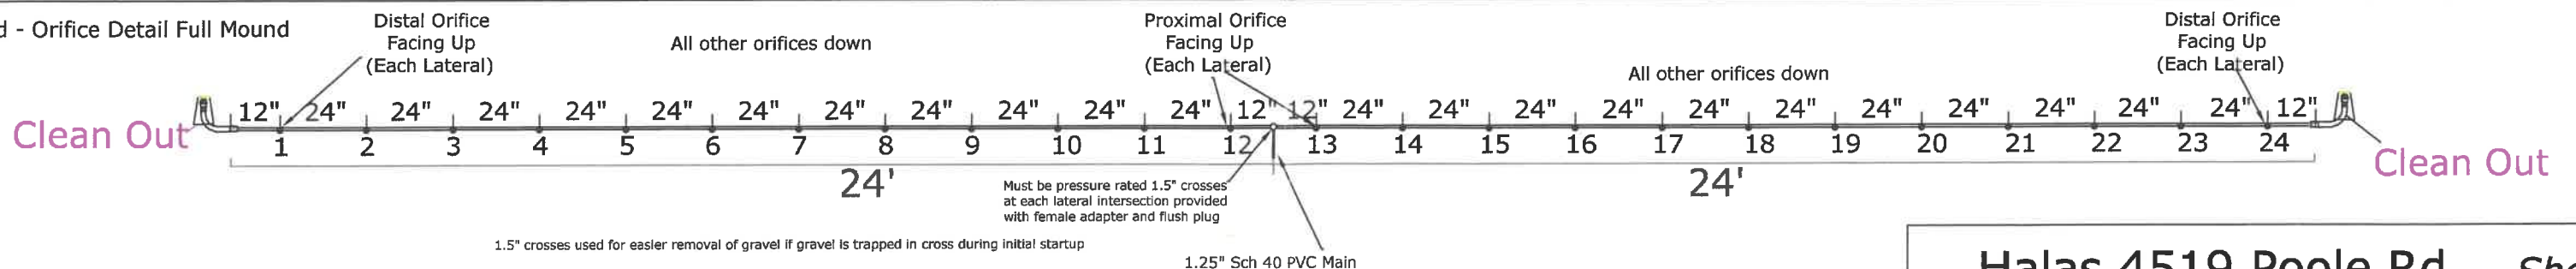 d - Orifice Detail Full Mound
Distal Orifice
Facing Up
(Each Lateral)
All other orifices down
Proximal Orifice
Facing Up
(Each Lateral)
All other orifices down
Distal Orifice
Facing Up
(Each Lateral)
12" 24" 24" 24" 24" 24" 24" 24" 24" 24" 24" 24" 12" 12" 24" 24" 24" 24" 24" 24" 24" 24" 24" 24" 24" 12"
Clean Out
1 2 3 4 5 6 7 8 9 10 11 12 13 14 15 16 17 18 19 20 21 22 23 24
Clean Out
24'
24'
Must be pressure rated 1.5" crosses
at each lateral intersection provided
with female adapter and flush plug
1.5" crosses used for easier removal of gravel if gravel is trapped in cross during initial startup
1.25" Sch 40 PVC Main
Halas 4519 Poole Rd